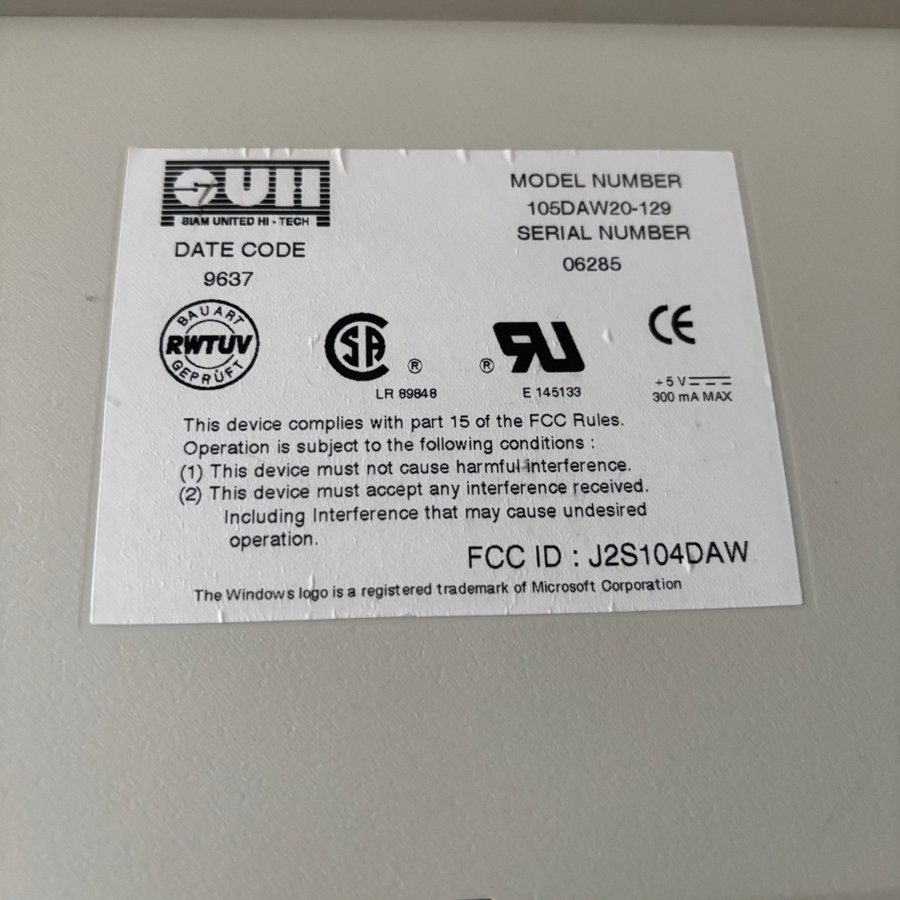 SUH
SIAM UNITED HI - TECH
DATE CODE
9637
MODEL NUMBER
105DAW20-129
SERIAL NUMBER
06285
BAUART
RWTUV
GEPRÜFT
SA ®
LR 89848
® RU
E 145133
CE
+ 5 V
300 mA MAX
This device complies with part 15 of the FCC Rules.
Operation is subject to the following conditions :
(1) This device must not cause harmful interference.
(2) This device must accept any interference received.
Including Interference that may cause undesired
operation.
FCC ID : J2S104DAW
The Windows logo is a registered trademark of Microsoft Corporation